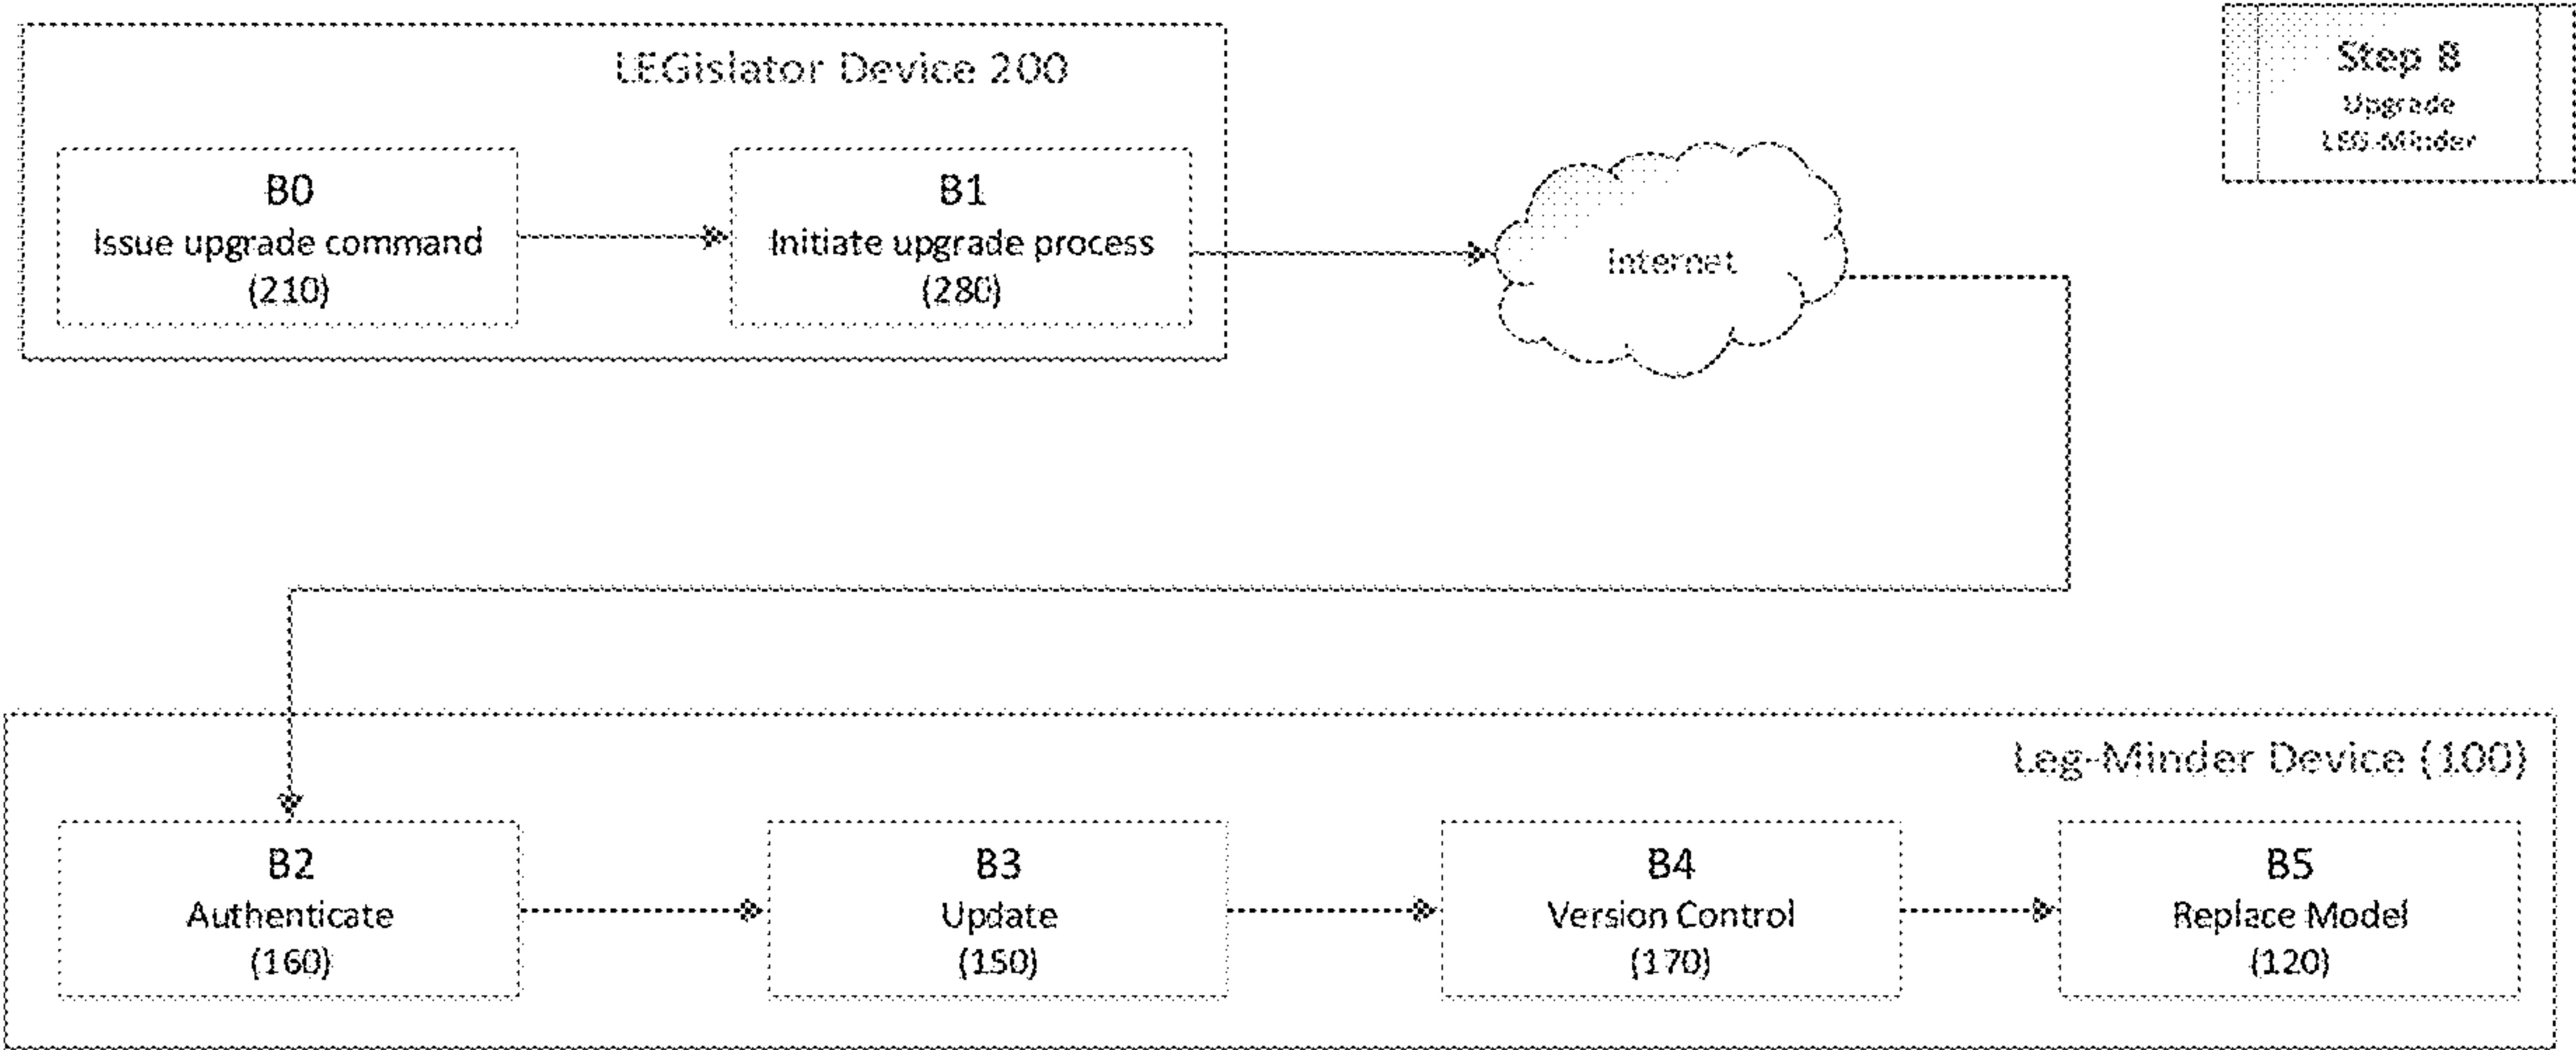 LEGislator Device 200
Step B
Upgrade
LEG-Minder
B0
Issue upgrade command
(210)
B1
Initiate upgrade process
(280)
Internet
Leg-Minder Device (100)
B2
Authenticate
(160)
B3
Update
(150)
B4
Version Control
(170)
B5
Replace Model
(120)